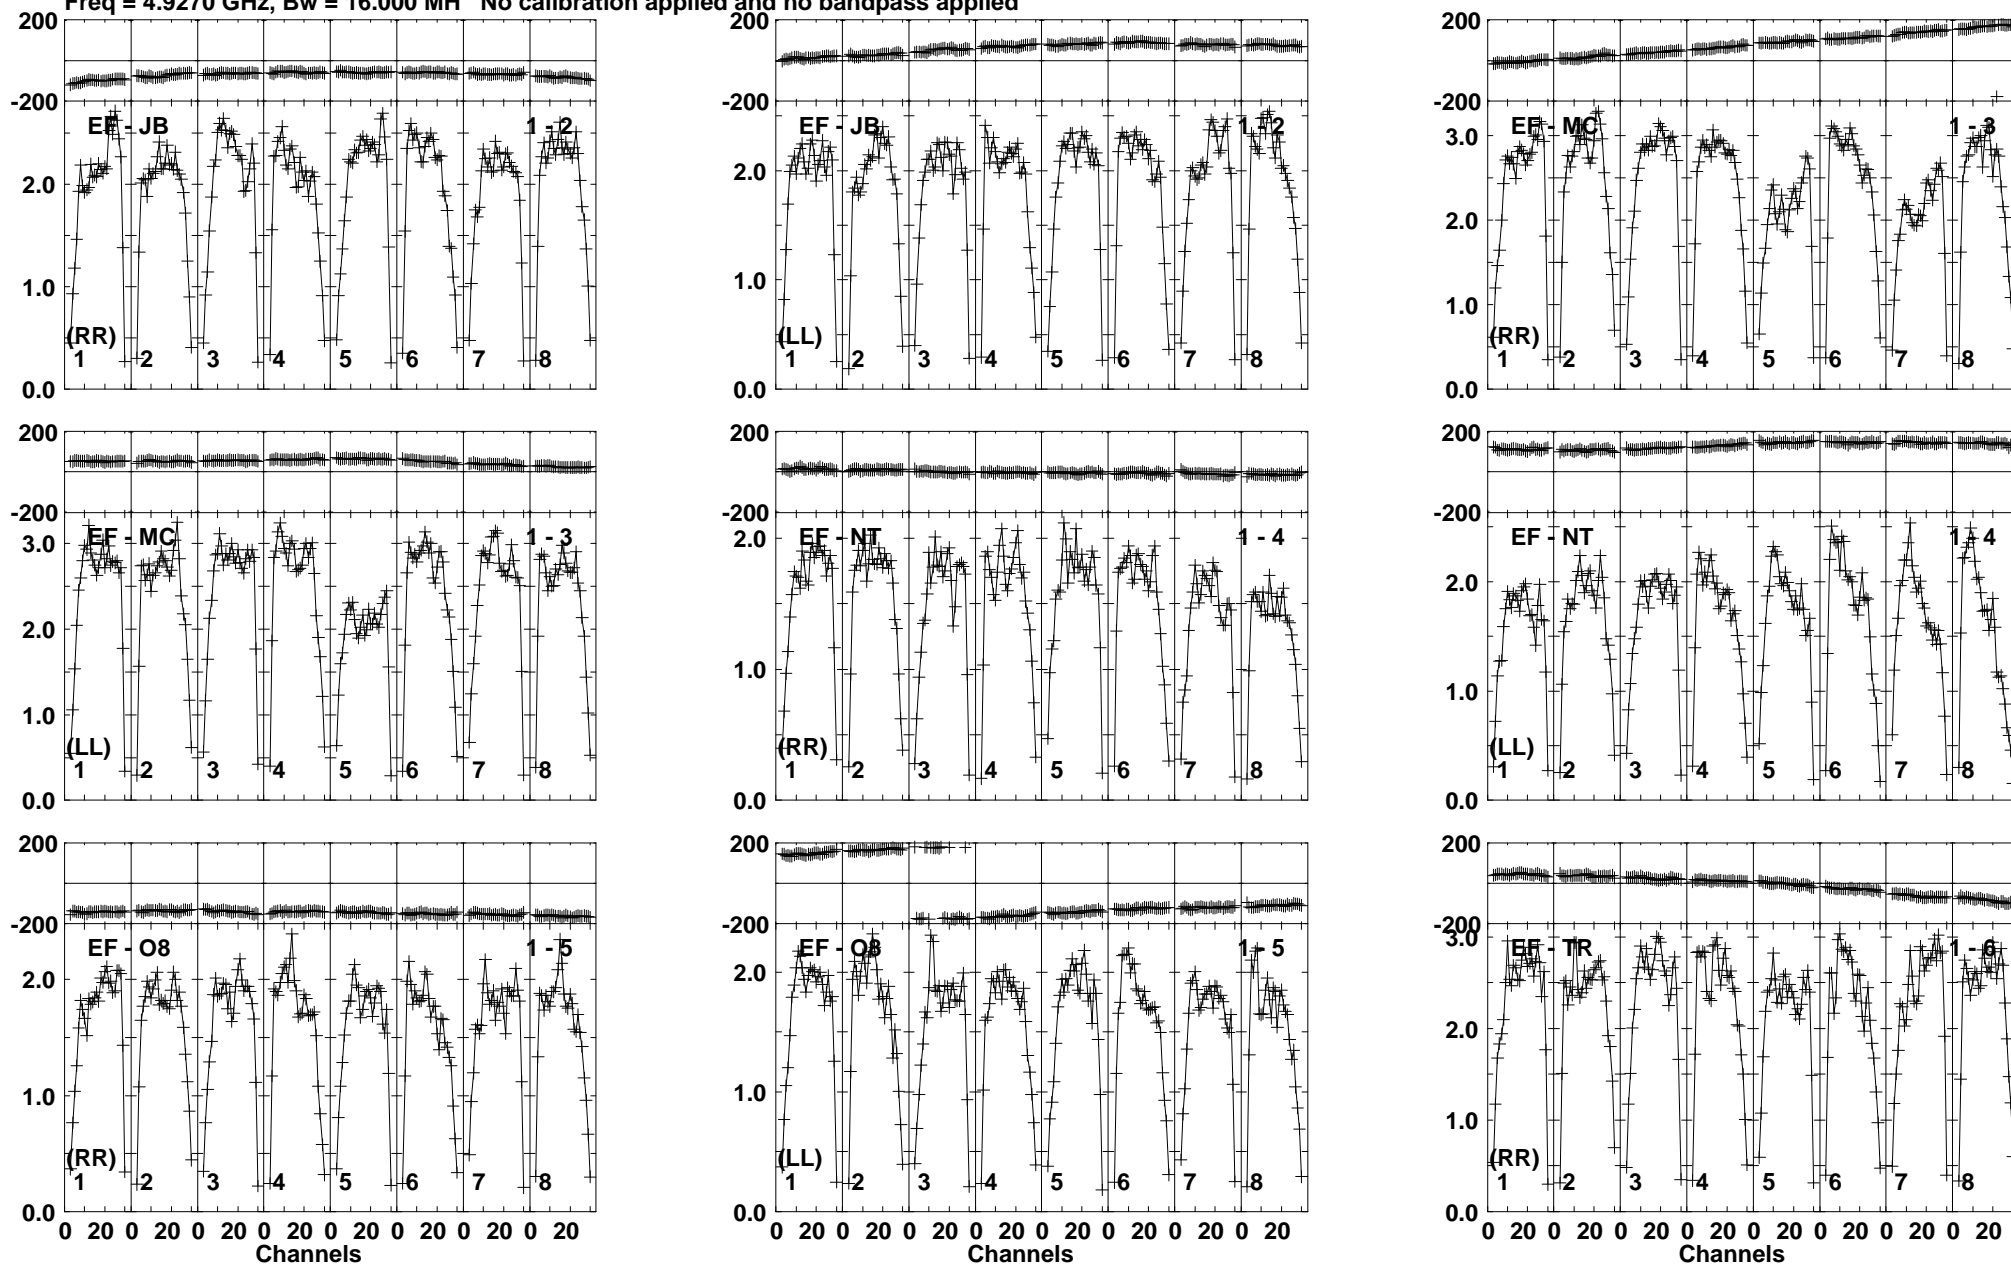 Freq = 4.9270 GHz, Bw = 16.000 MH No calibration applied and no bandpass applied
200 200 200
-200 -200 -200
EF - JB 1 - 2 EF - JB 1 - 2 EF - MC 1 - 3
3.0
2.0 2.0 2.0
1.0 1.0 1.0
(RR) (LL) (RR)
1 2 3 4 5 6 7 8 1 2 3 4 5 6 7 8 1 2 3 4 5 6 7 8
0.0 0.0 0.0
200 200 200
-200 -200 -200
EF - MC 1 - 3 EF - NT 1 - 4 EF - NT 1 - 4
3.0 2.0
2.0 2.0
1.0 1.0 1.0
(LL) (RR) (LL)
1 2 3 4 5 6 7 8 1 2 3 4 5 6 7 8 1 2 3 4 5 6 7 8
0.0 0.0 0.0
200 200 200
-200 -200 -200
3.0
EF - O8 1 - 5 EF - O8 1 - 5 EF - TR 1 - 6
2.0 2.0 2.0
1.0 1.0 1.0
(RR) (LL) (RR)
1 2 3 4 5 6 7 8 1 2 3 4 5 6 7 8 1 2 3 4 5 6 7 8
0.0 0.0 0.0
0 20 0 20 0 20 0 20 0 20 0 20 0 20 0 20 0 20 0 20 0 20 0 20 0 20 0 20 0 20 0 20 0 20 0 20 0 20 0 20 0 20 0 20 0 20 0 20
Channels Channels Channels